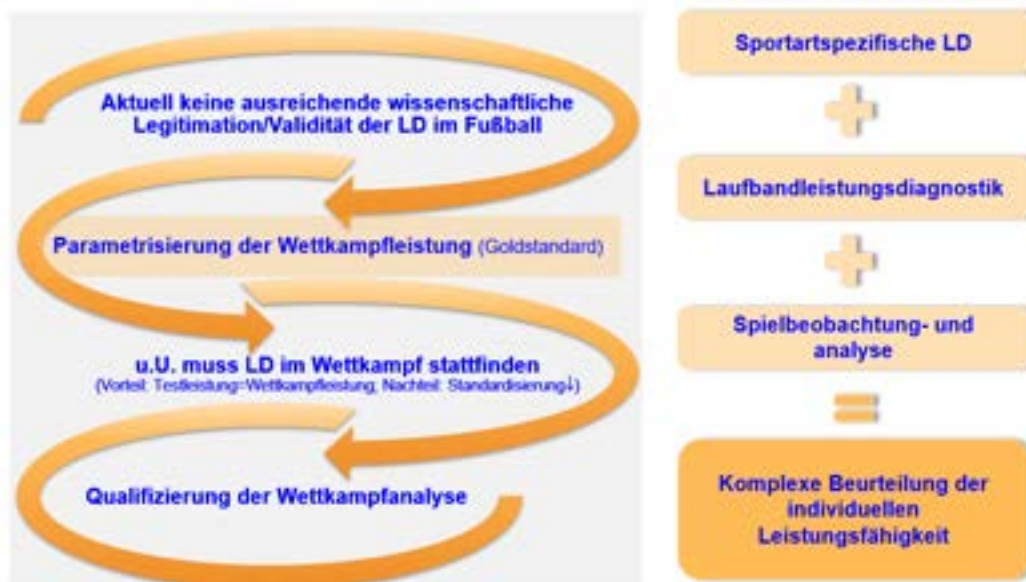 Aktuell keine ausreichende wissenschaftliche
Legitimation/Validität der LD im Fußball
Parametrisierung der Wettkampfleistung (Goldstandard)
u.U. muss LD im Wettkampf stattfinden
(Vorteil: Testleistung=Wettkampfleistung; Nachteil: Standardisierung↓)
Qualifizierung der Wettkampfanalyse
Sportartspezifische LD
+
Laufbandleistungsdiagnostik
+
Spielbeobachtung- und
analyse
=
Komplexe Beurteilung der
individuellen
Leistungsfähigkeit